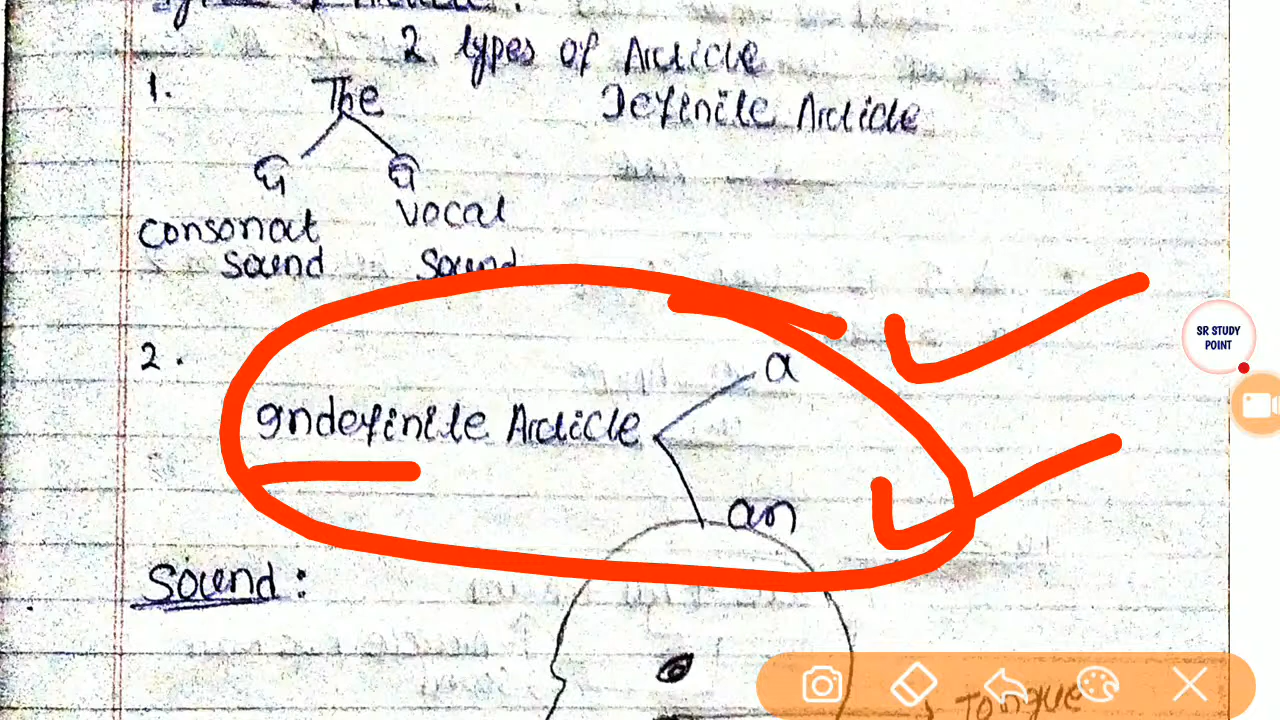 2 types of Article
1. The Definite Article
consonat vocal
sound sound
2. a
Indefinite Article
an
Sound:
Tongue
SR STUDY
POINT